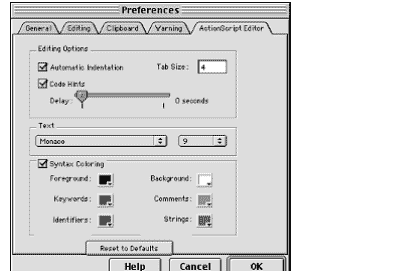 Preferences
General Editing Clipboard Warning ActionScript Editor
Editing Options
Automatic Indentation Tab Size: 4
Code Hints
Delay: 0 seconds
Text
Monaco 9
Syntax Coloring
Foreground: Background:
Keywords: Comments:
Identifiers: Strings:
Reset to Defaults
Help Cancel OK